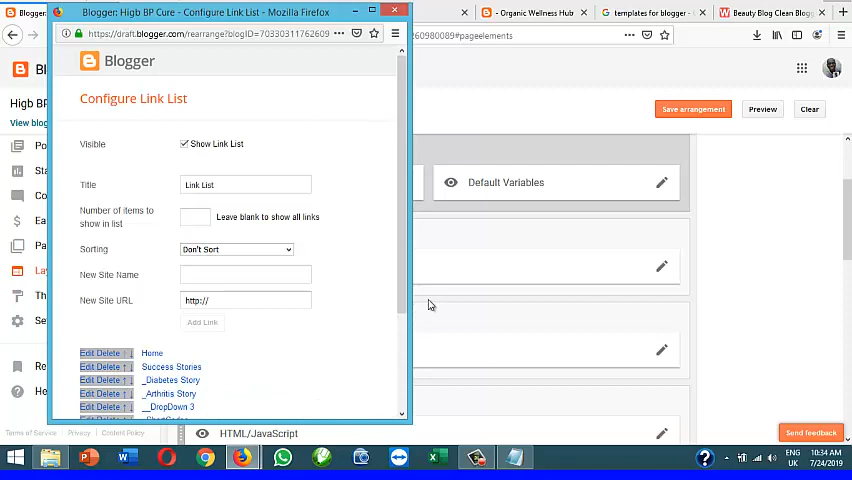 Blogger: Higb BP Cure - Configure Link List - Mozilla Firefox
- Organic Wellness Hub
templates for blogger -
Beauty Blog Clean Blogg
https://draft.blogger.com/rearrange?blogID=70330311762609
260980089#pageelements
Blogger
Configure Link List
Higb BP
View blog
Save arrangement
Preview
Clear
Visible
Show Link List
Default Variables
Title
Link List
Number of items to
show in list
Leave blank to show all links
Sorting
Don't Sort
New Site Name
New Site URL
http://
Add Link
Edit Delete ↑ ↓ Home
Edit Delete ↑ ↓ Success Stories
Edit Delete ↑ ↓ _Diabetes Story
Edit Delete ↑ ↓ _Arthritis Story
Edit Delete ↑ ↓ __DropDown 3
HTML/JavaScript
Terms of Service
Privacy
Content Policy
Send feedback
ENG
UK
10:34 AM
7/24/2019